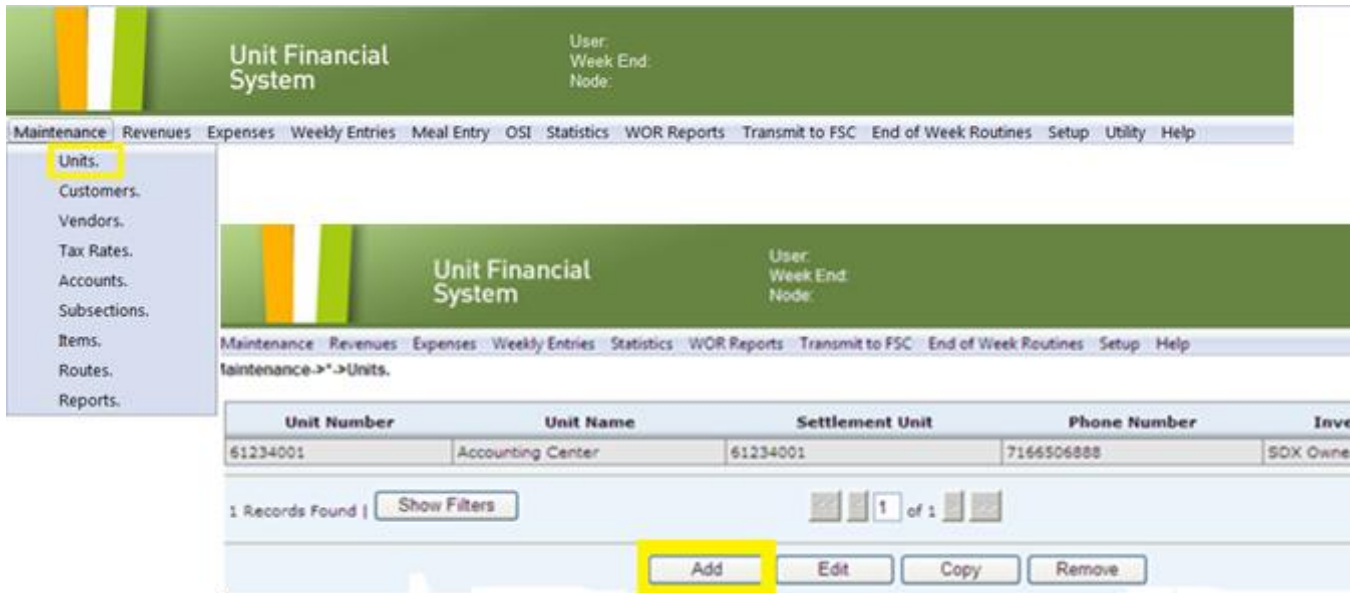 Unit Financial
System
User:
Week End:
Node:
Maintenance Revenues Expenses Weekly Entries Meal Entry OSI Statistics WOR Reports Transmit to FSC End of Week Routines Setup Utility Help
Units.
Customers.
Vendors.
Tax Rates.
Accounts.
Subsections.
Items.
Routes.
Reports.
Unit Financial
System
User:
Week End:
Node:
Maintenance Revenues Expenses Weekly Entries Statistics WOR Reports Transmit to FSC End of Week Routines Setup Help
laintenance->*->Units.
Unit Number Unit Name Settlement Unit Phone Number Inve
61234001 Accounting Center 61234001 7166506888 SDX Owne
1 Records Found | Show Filters 1 of 1
Add Edit Copy Remove